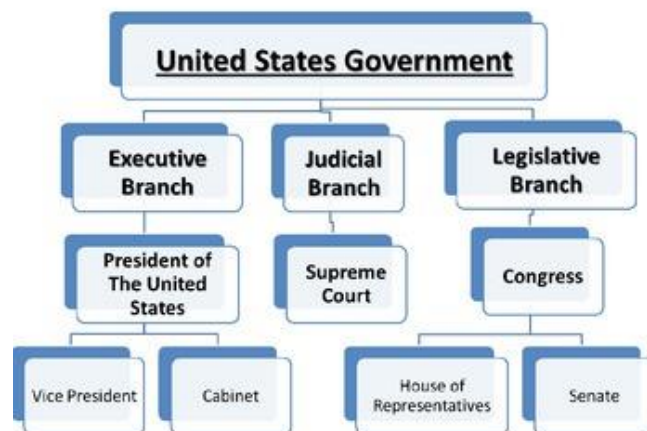 United States Government
Executive
Branch
Judicial
Branch
Legislative
Branch
President of
The United
States
Supreme
Court
Congress
Vice President
Cabinet
House of
Representatives
Senate